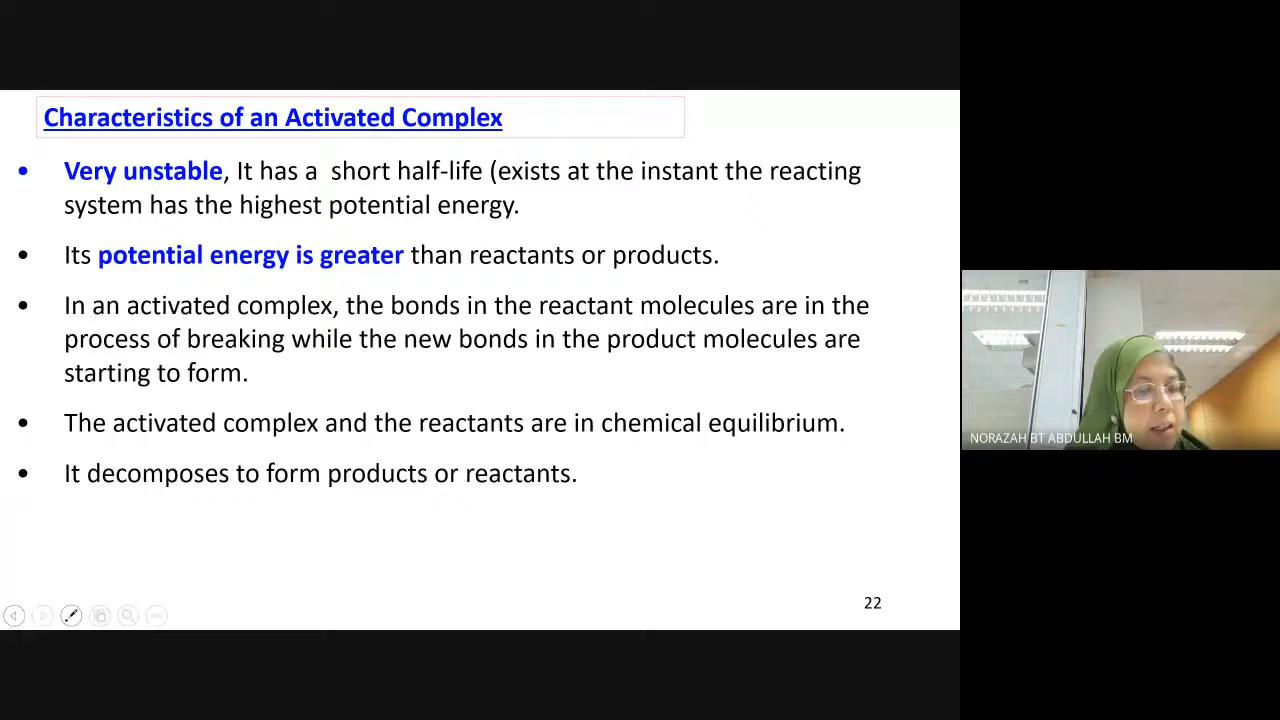 Characteristics of an Activated Complex
• Very unstable, It has a  short half-life (exists at the instant the reacting
system has the highest potential energy.
• Its potential energy is greater than reactants or products.
• In an activated complex, the bonds in the reactant molecules are in the
process of breaking while the new bonds in the product molecules are
starting to form.
• The activated complex and the reactants are in chemical equilibrium.
• It decomposes to form products or reactants.
22
NORAZAH BT ABDULLAH BM